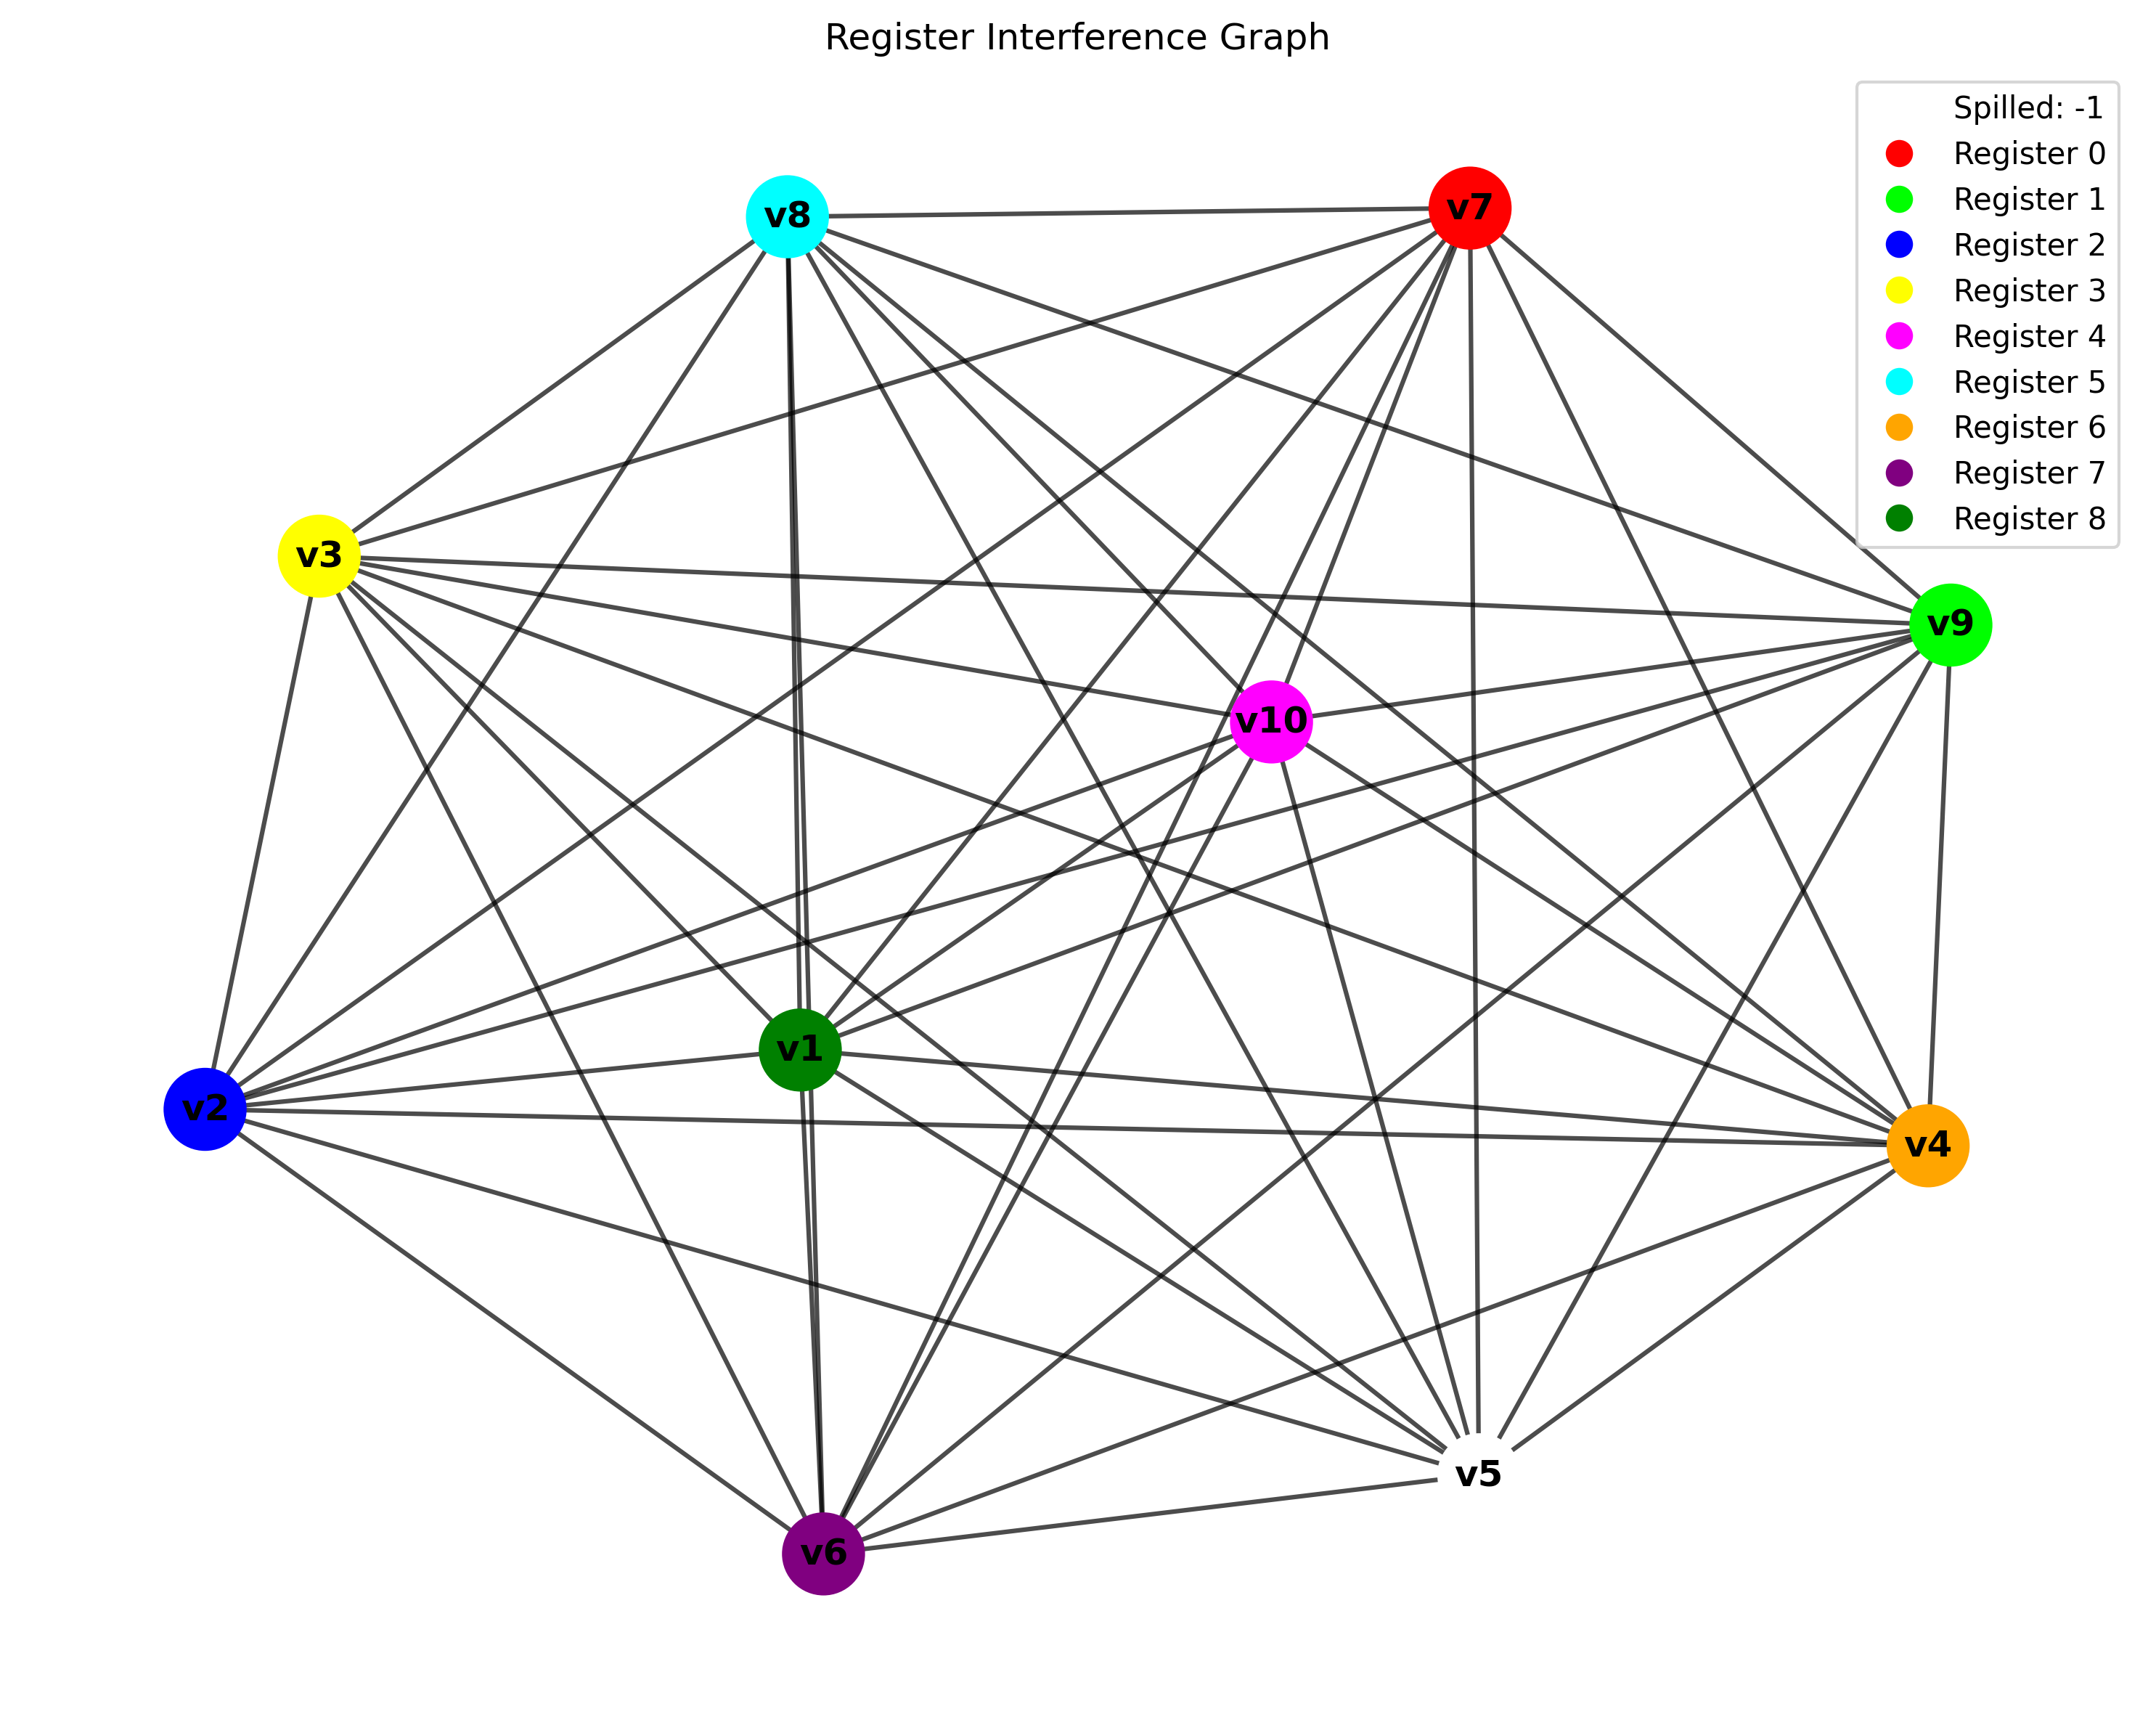 Register Interference Graph
Spilled: -1
Register 0
Register 1
Register 2
Register 3
Register 4
Register 5
Register 6
Register 7
Register 8
v8
v7
v3
v9
v10
v1
v2
v4
v5
v6